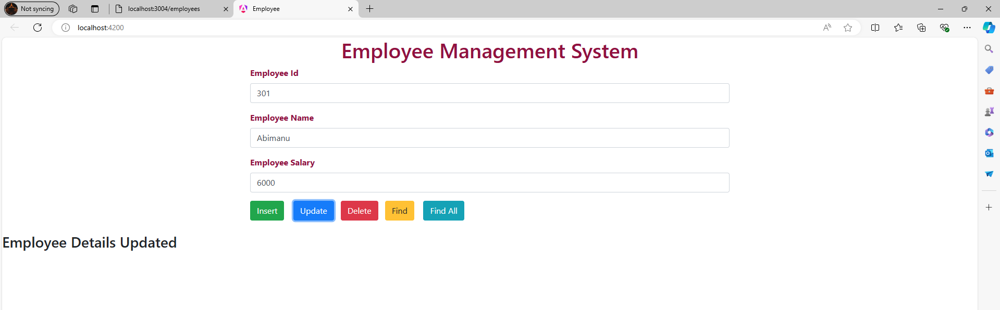 Not syncing
localhost:3004/employees
Employee
localhost:4200
Employee Management System
Employee Id
301
Employee Name
Abimanu
Employee Salary
6000
Insert Update Delete Find Find All
Employee Details Updated